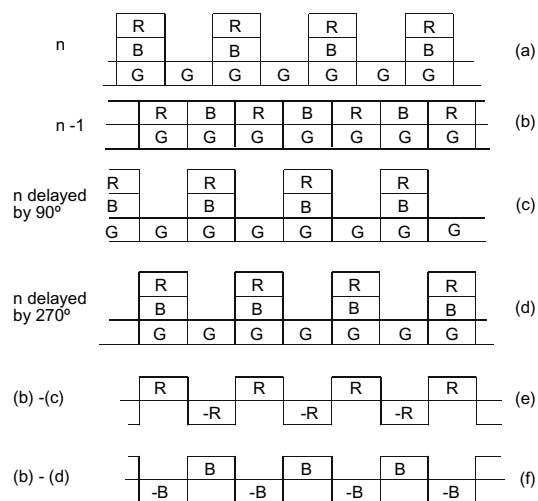 R R R R
n B B B B (a)
G G G G G G G
n -1 R B R B R B R (b)
G G G G G G G
n delayed by 90º R R R R
B B B B (c)
G G G G G G G G
n delayed by 270º R R R R
B B B B (d)
G G G G G G G
(b) -(c) R R R R (e)
-R -R -R
(b) - (d) B B B (f)
-B -B -B -B